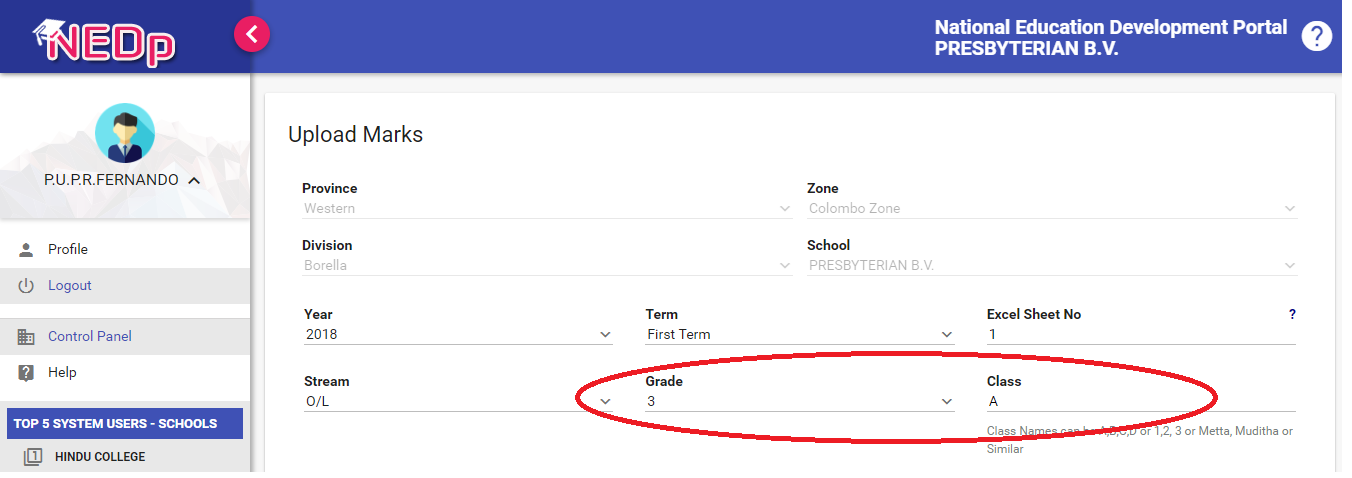 NEDp
National Education Development Portal
PRESBYTERIAN B.V.
?
P.U.P.R.FERNANDO
Profile
Logout
Control Panel
? Help
TOP 5 SYSTEM USERS - SCHOOLS
1 HINDU COLLEGE
Upload Marks
Province
Western
Zone
Colombo Zone
Division
Borella
School
PRESBYTERIAN B.V.
Year
2018
Term
First Term
Excel Sheet No ?
1
Stream
O/L
Grade
3
Class
A
Class Names can be A,B,C,D or 1,2, 3 or Metta, Muditha or
Similar